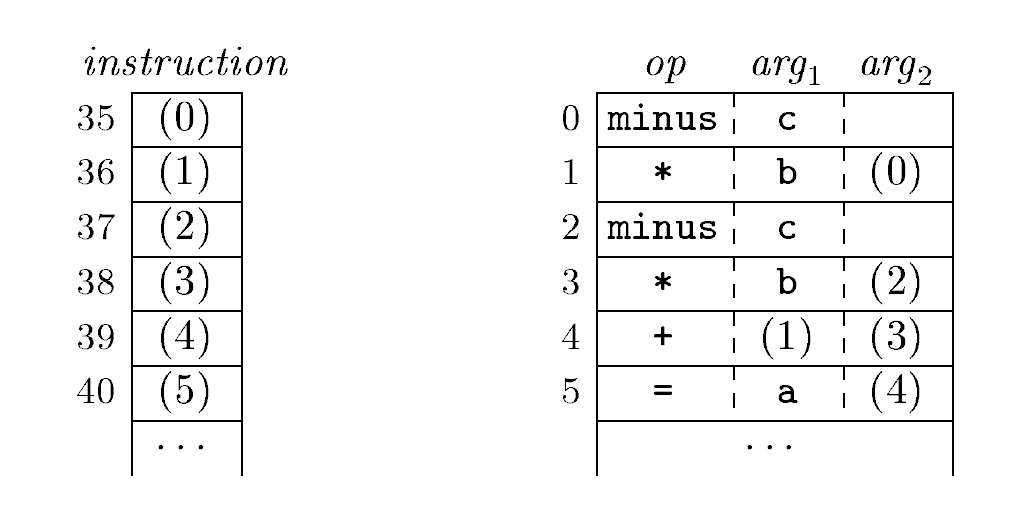 instruction op arg₁ arg₂
35 (0) 0 minus c
36 (1) 1 * b (0)
37 (2) 2 minus c
38 (3) 3 * b (2)
39 (4) 4 + (1) (3)
40 (5) 5 = a (4)
... ...